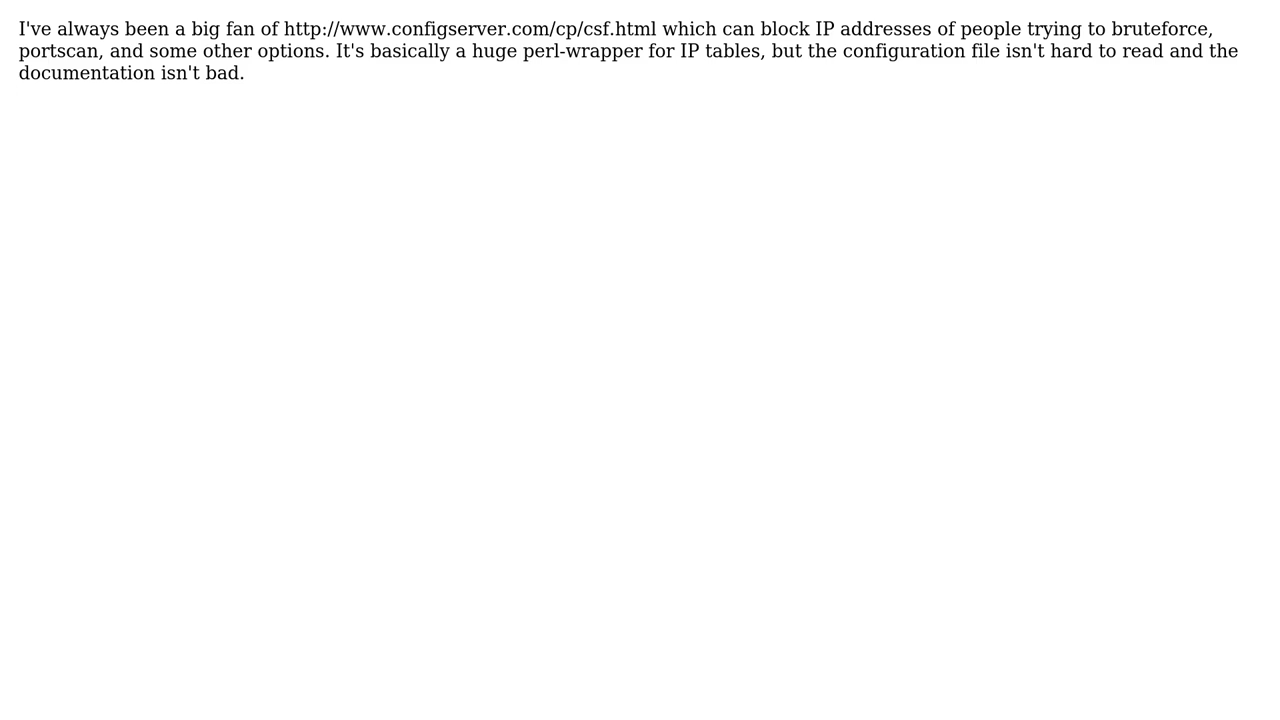 I've always been a big fan of http://www.configserver.com/cp/csf.html which can block IP addresses of people trying to bruteforce,
portscan, and some other options. It's basically a huge perl-wrapper for IP tables, but the configuration file isn't hard to read and the
documentation isn't bad.